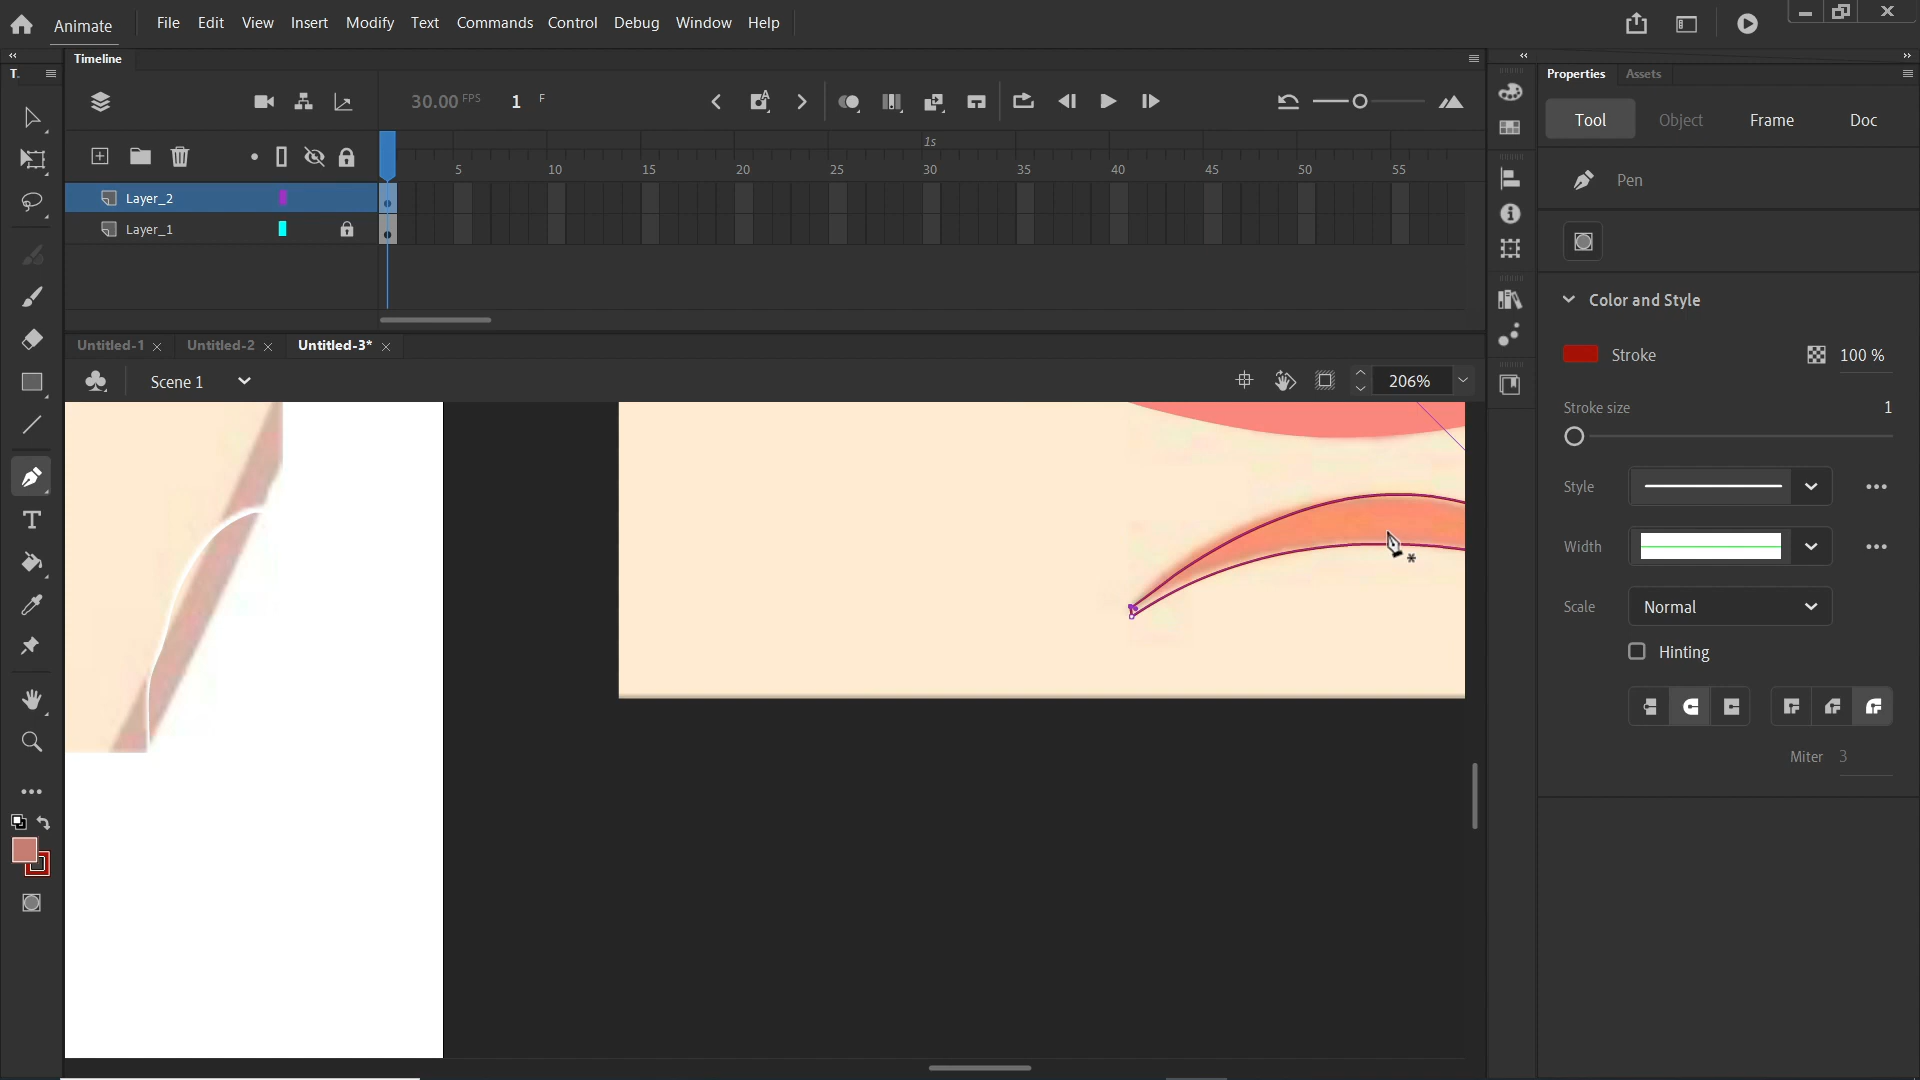 Animate File Edit View Insert Modify Text Commands Control Debug Window Help
T. Timeline Properties Assets
30.00 FPS 1 F
Tool Object Frame Doc
1s
5 10 15 20 25 30 35 40 45 50 55
Pen
Layer_2
Layer_1
Color and Style
Untitled-1 Untitled-2 Untitled-3*
Stroke 100 %
Scene 1 206%
Stroke size 1
Style
Width
Scale Normal
Hinting
Miter 3